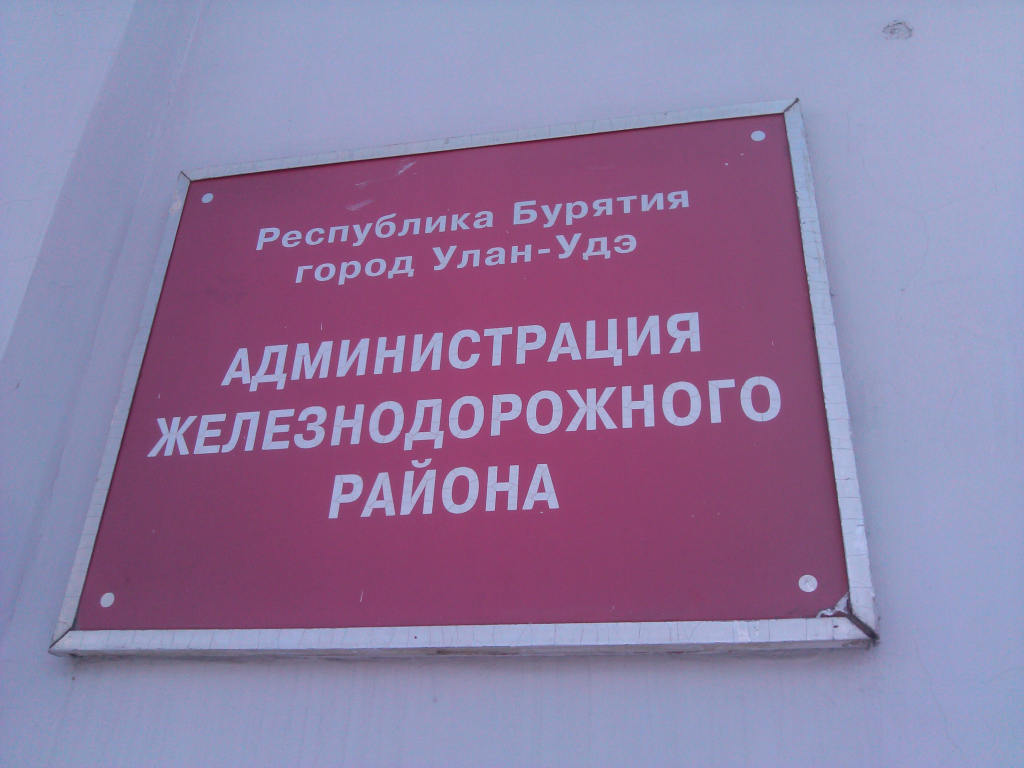 Республика Бурятия
город Улан-Удэ
АДМИНИСТРАЦИЯ
ЖЕЛЕЗНОДОРОЖНОГО
РАЙОНА